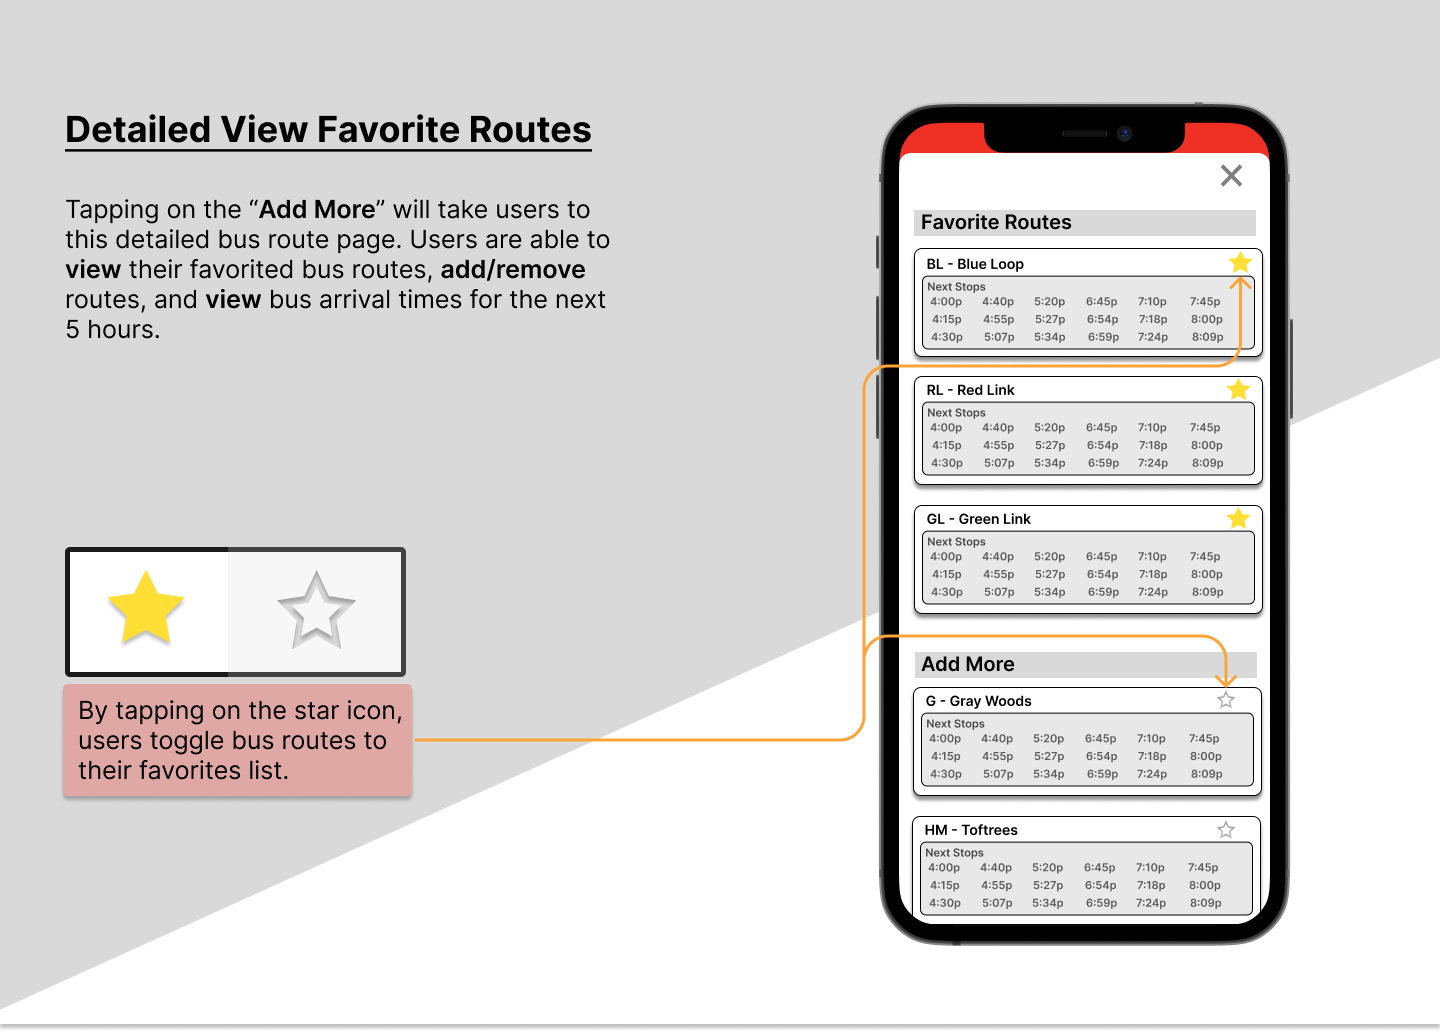 Detailed View Favorite Routes
Tapping on the “Add More” will take users to
this detailed bus route page. Users are able to
view their favorited bus routes, add/remove
routes, and view bus arrival times for the next
5 hours.
By tapping on the star icon,
users toggle bus routes to
their favorites list.
Favorite Routes
BL - Blue Loop
Next Stops
4:00p 4:40p 5:20p 6:45p 7:10p 7:45p
4:15p 4:55p 5:27p 6:54p 7:18p 8:00p
4:30p 5:07p 5:34p 6:59p 7:24p 8:09p
RL - Red Link
Next Stops
4:00p 4:40p 5:20p 6:45p 7:10p 7:45p
4:15p 4:55p 5:27p 6:54p 7:18p 8:00p
4:30p 5:07p 5:34p 6:59p 7:24p 8:09p
GL - Green Link
Next Stops
4:00p 4:40p 5:20p 6:45p 7:10p 7:45p
4:15p 4:55p 5:27p 6:54p 7:18p 8:00p
4:30p 5:07p 5:34p 6:59p 7:24p 8:09p
Add More
G - Gray Woods
Next Stops
4:00p 4:40p 5:20p 6:45p 7:10p 7:45p
4:15p 4:55p 5:27p 6:54p 7:18p 8:00p
4:30p 5:07p 5:34p 6:59p 7:24p 8:09p
HM - Toftrees
Next Stops
4:00p 4:40p 5:20p 6:45p 7:10p 7:45p
4:15p 4:55p 5:27p 6:54p 7:18p 8:00p
4:30p 5:07p 5:34p 6:59p 7:24p 8:09p